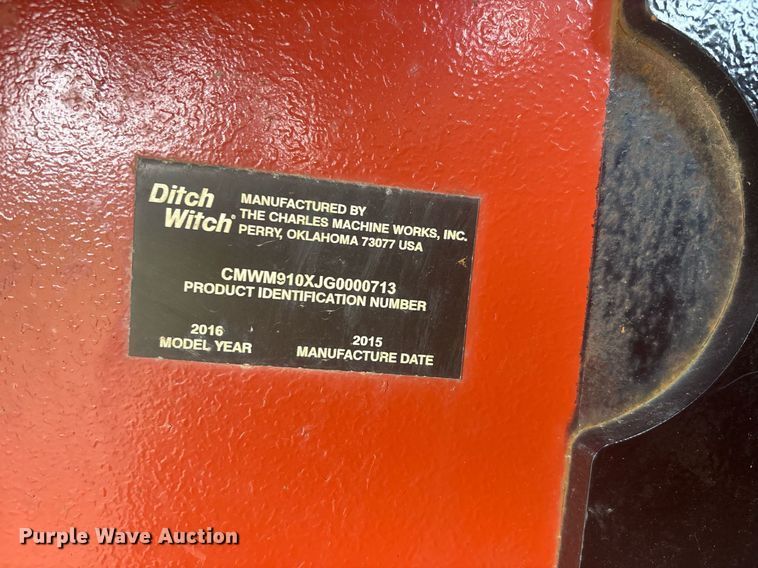 Ditch
Witch®
MANUFACTURED BY
THE CHARLES MACHINE WORKS, INC.
PERRY, OKLAHOMA 73077 USA
CMWM910XJG0000713
PRODUCT IDENTIFICATION NUMBER
2016
MODEL YEAR
2015
MANUFACTURE DATE
Purple Wave Auction®